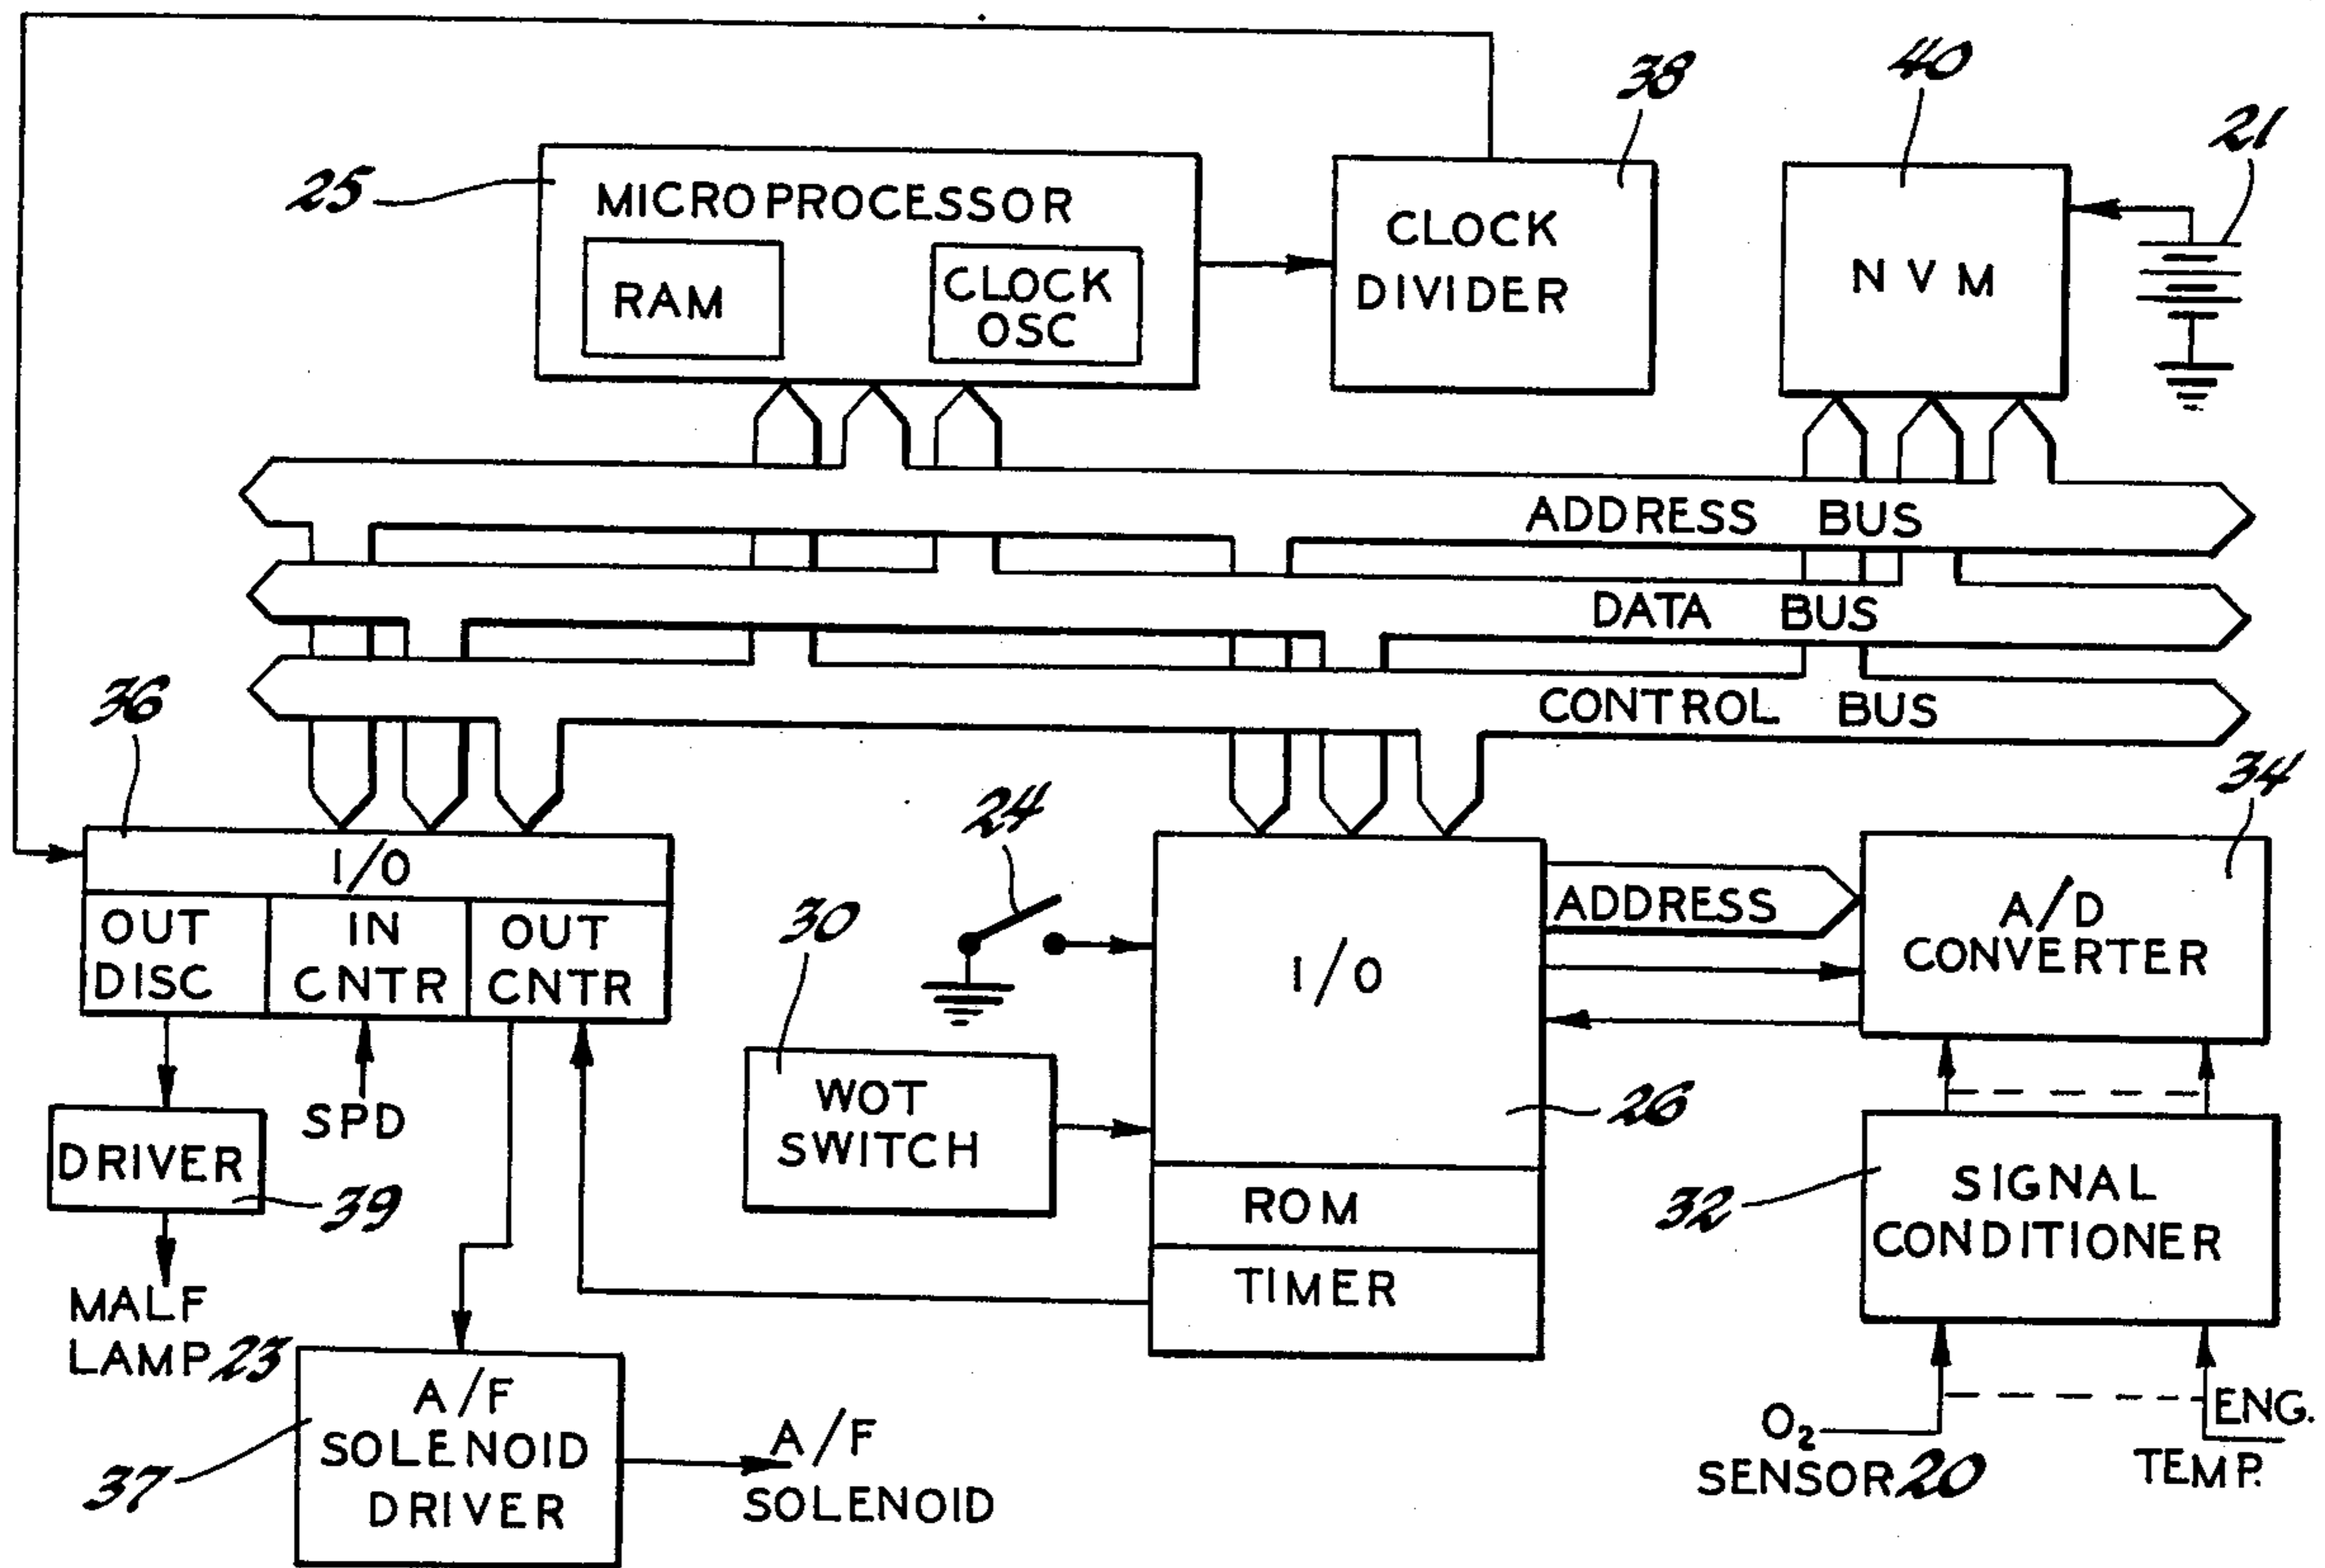 38
40
21
25
MICROPROCESSOR
RAM
CLOCK
OSC
CLOCK
DIVIDER
NVM
ADDRESS BUS
DATA BUS
CONTROL BUS
36
I/O
OUT
DISC
IN
CNTR
OUT
CNTR
SPD
DRIVER
39
MALF
LAMP 23
A/F
SOLENOID
DRIVER
37
A/F
SOLENOID
24
30
WOT
SWITCH
I/O
26
ROM
TIMER
ADDRESS
34
A/D
CONVERTER
32
SIGNAL
CONDITIONER
O₂
SENSOR 20
ENG.
TEMP.